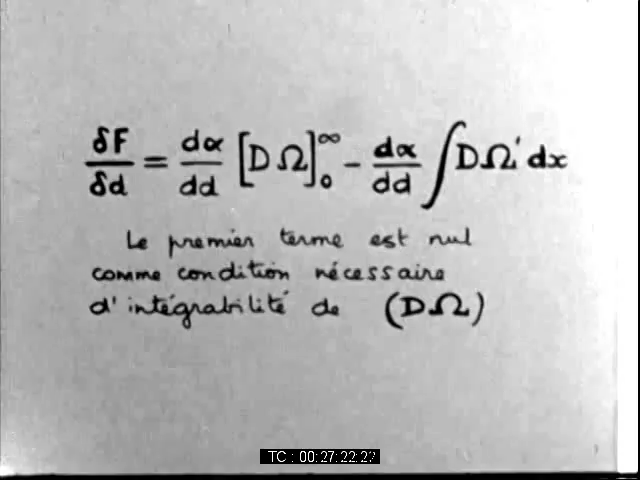 δF/δd = dα/dd [DΩ]₀^∞ - dα/dd ∫DΩ' dx
Le premier terme est nul
comme condition nécessaire
d'intégrabilité de (DΩ)
TC : 00:27:22:22